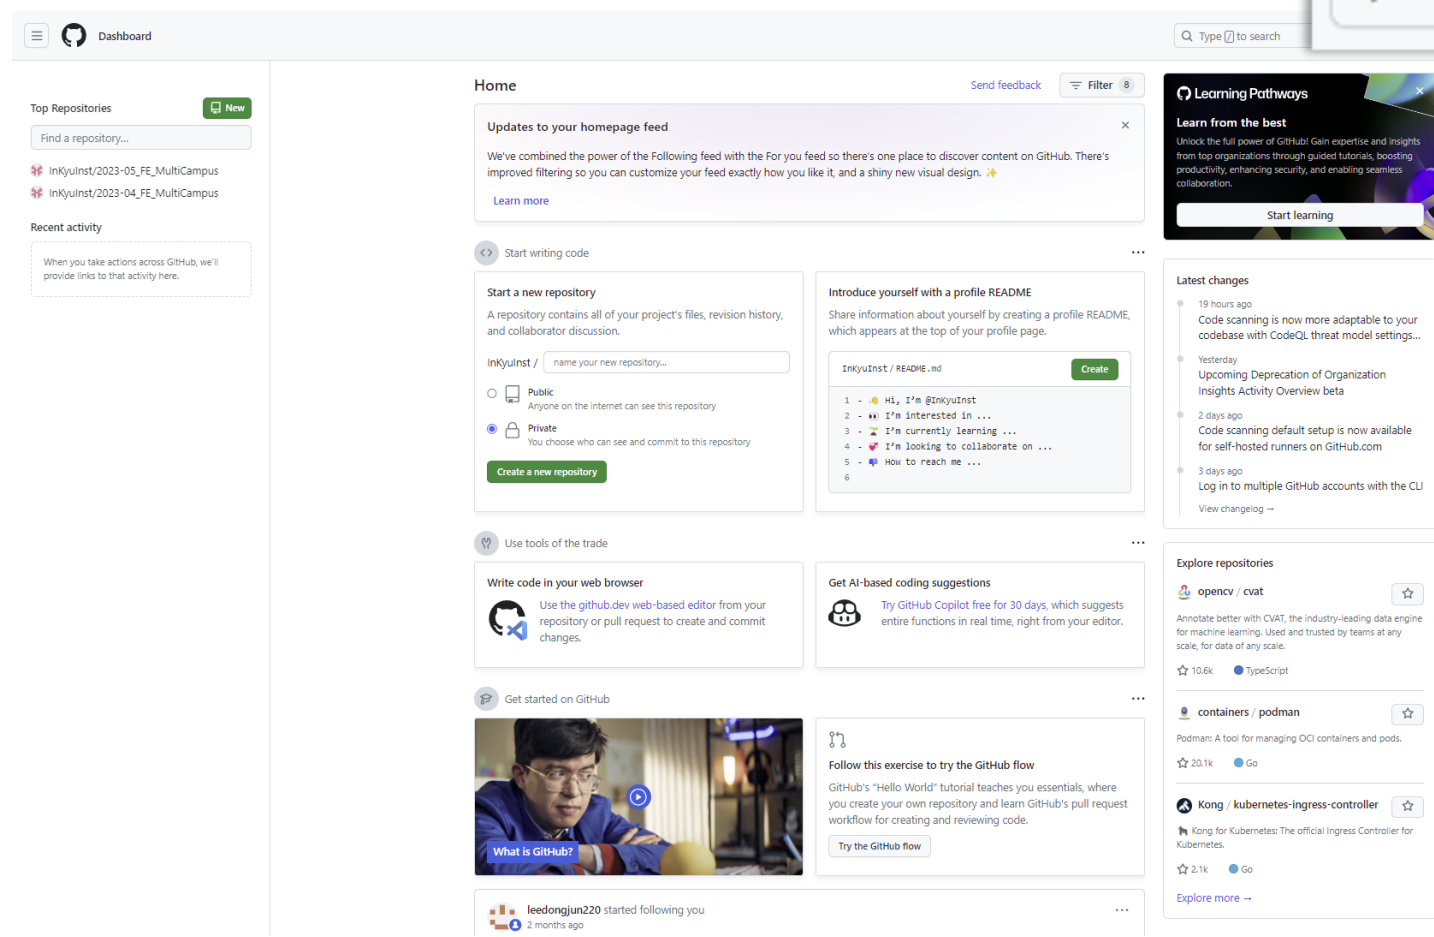 Dashboard
Type / to search
Top Repositories
New
Find a repository...
InKyuInst/2023-05_FE_MultiCampus
InKyuInst/2023-04_FE_MultiCampus
Recent activity
When you take actions across GitHub, we'll
provide links to that activity here.
Home
Send feedback
Filter 8
Updates to your homepage feed
We've combined the power of the Following feed with the For you feed so there's one place to discover content on GitHub. There's
improved filtering so you can customize your feed exactly how you like it, and a shiny new visual design. ✨
Learn more
Start writing code
Start a new repository
A repository contains all of your project's files, revision history,
and collaborator discussion.
InKyuInst / name your new repository...
Public
Anyone on the internet can see this repository
Private
You choose who can see and commit to this repository
Create a new repository
Introduce yourself with a profile README
Share information about yourself by creating a profile README,
which appears at the top of your profile page.
InKyuInst / README.md
Create
1 - 👋 Hi, I'm @InKyuInst
2 - 👀 I'm interested in ...
3 - 🌱 I'm currently learning ...
4 - 💞️ I'm looking to collaborate on ...
5 - 📫 How to reach me ...
6
Use tools of the trade
Write code in your web browser
Use the github.dev web-based editor from your
repository or pull request to create and commit
changes.
Get AI-based coding suggestions
Try GitHub Copilot free for 30 days, which suggests
entire functions in real time, right from your editor.
Get started on GitHub
What is GitHub?
Follow this exercise to try the GitHub flow
GitHub's "Hello World" tutorial teaches you essentials, where
you create your own repository and learn GitHub's pull request
workflow for creating and reviewing code.
Try the GitHub flow
leedongjun220 started following you
2 months ago
Learning Pathways
Learn from the best
Unlock the full power of GitHub! Gain expertise and insights
from top organizations through guided tutorials, boosting
productivity, enhancing security, and enabling seamless
collaboration.
Start learning
Latest changes
19 hours ago
Code scanning is now more adaptable to your
codebase with CodeQL threat model settings...
Yesterday
Upcoming Deprecation of Organization
Insights Activity Overview beta
2 days ago
Code scanning default setup is now available
for self-hosted runners on GitHub.com
3 days ago
Log in to multiple GitHub accounts with the CLI
View changelog →
Explore repositories
opencv / cvat
Annotate better with CVAT, the industry-leading data engine
for machine learning. Used and trusted by teams at any
scale, for data of any scale.
10.6k TypeScript
containers / podman
Podman: A tool for managing OCI containers and pods.
20.1k Go
Kong / kubernetes-ingress-controller
🦍 Kong for Kubernetes: The official Ingress Controller for
Kubernetes.
2.1k Go
Explore more →